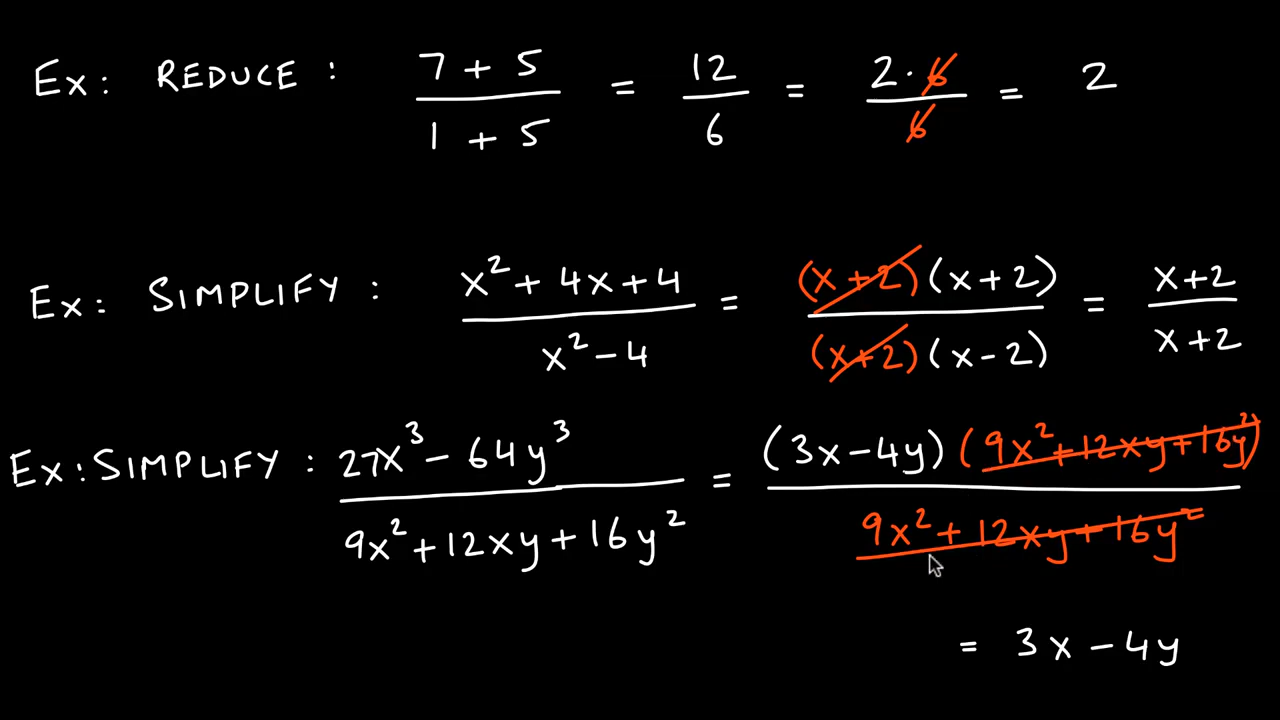 Ex: REDUCE: (7 + 5)/(1 + 5) = 12/6 = (2·6)/6 = 2
Ex: SIMPLIFY: (x² + 4x + 4)/(x² − 4) = ((x+2)(x+2))/((x+2)(x−2)) = (x+2)/(x+2)
Ex: SIMPLIFY: (27x³ − 64y³)/(9x² + 12xy + 16y²) = ((3x−4y)(9x²+12xy+16y²))/(9x²+12xy+16y²)
= 3x − 4y